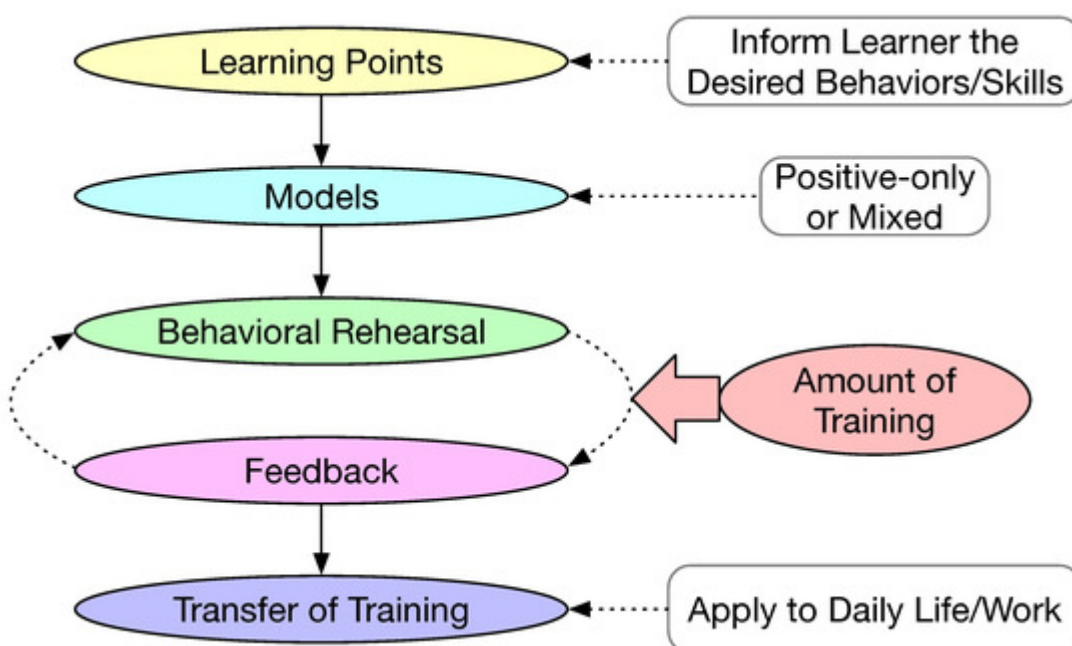 Learning Points
Inform Learner the
Desired Behaviors/Skills
Models
Positive-only
or Mixed
Behavioral Rehearsal
Amount of
Training
Feedback
Transfer of Training
Apply to Daily Life/Work